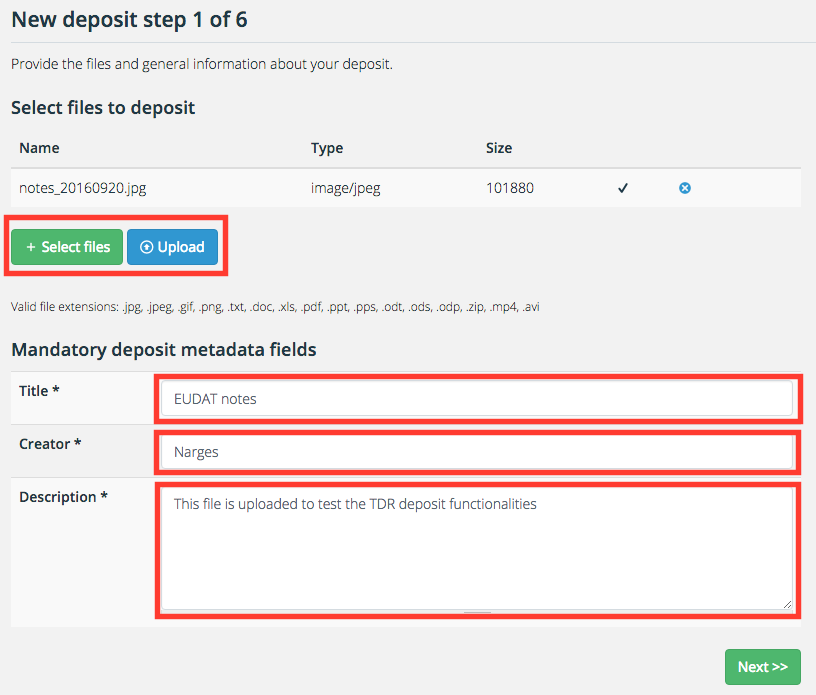 New deposit step 1 of 6
Provide the files and general information about your deposit.
Select files to deposit
Name Type Size
notes_20160920.jpg image/jpeg 101880
+ Select files Upload
Valid file extensions: .jpg, .jpeg, .gif, .png, .txt, .doc, .xls, .pdf, .ppt, .pps, .odt, .ods, .odp, .zip, .mp4, .avi
Mandatory deposit metadata fields
Title * EUDAT notes
Creator * Narges
Description * This file is uploaded to test the TDR deposit functionalities
Next >>